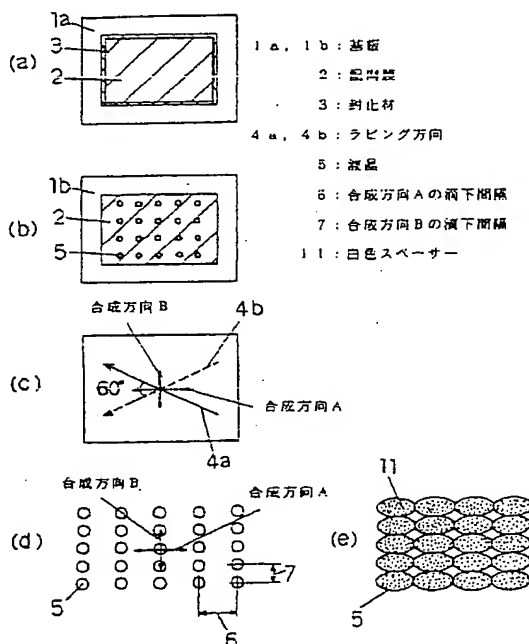 (a)
1a
3
2
1a, 1b:基板
2:配向膜
3:封止材
4a, 4b:ラビング方向
5:液晶
6:合成方向Aの滴下間隔
7:合成方向Bの滴下間隔
11:白色スペーサー
(b)
1b
2
5
(c)
合成方向B
4b
60°
合成方向A
4a
(d)
合成方向B
合成方向A
5
7
6
(e)
11
5